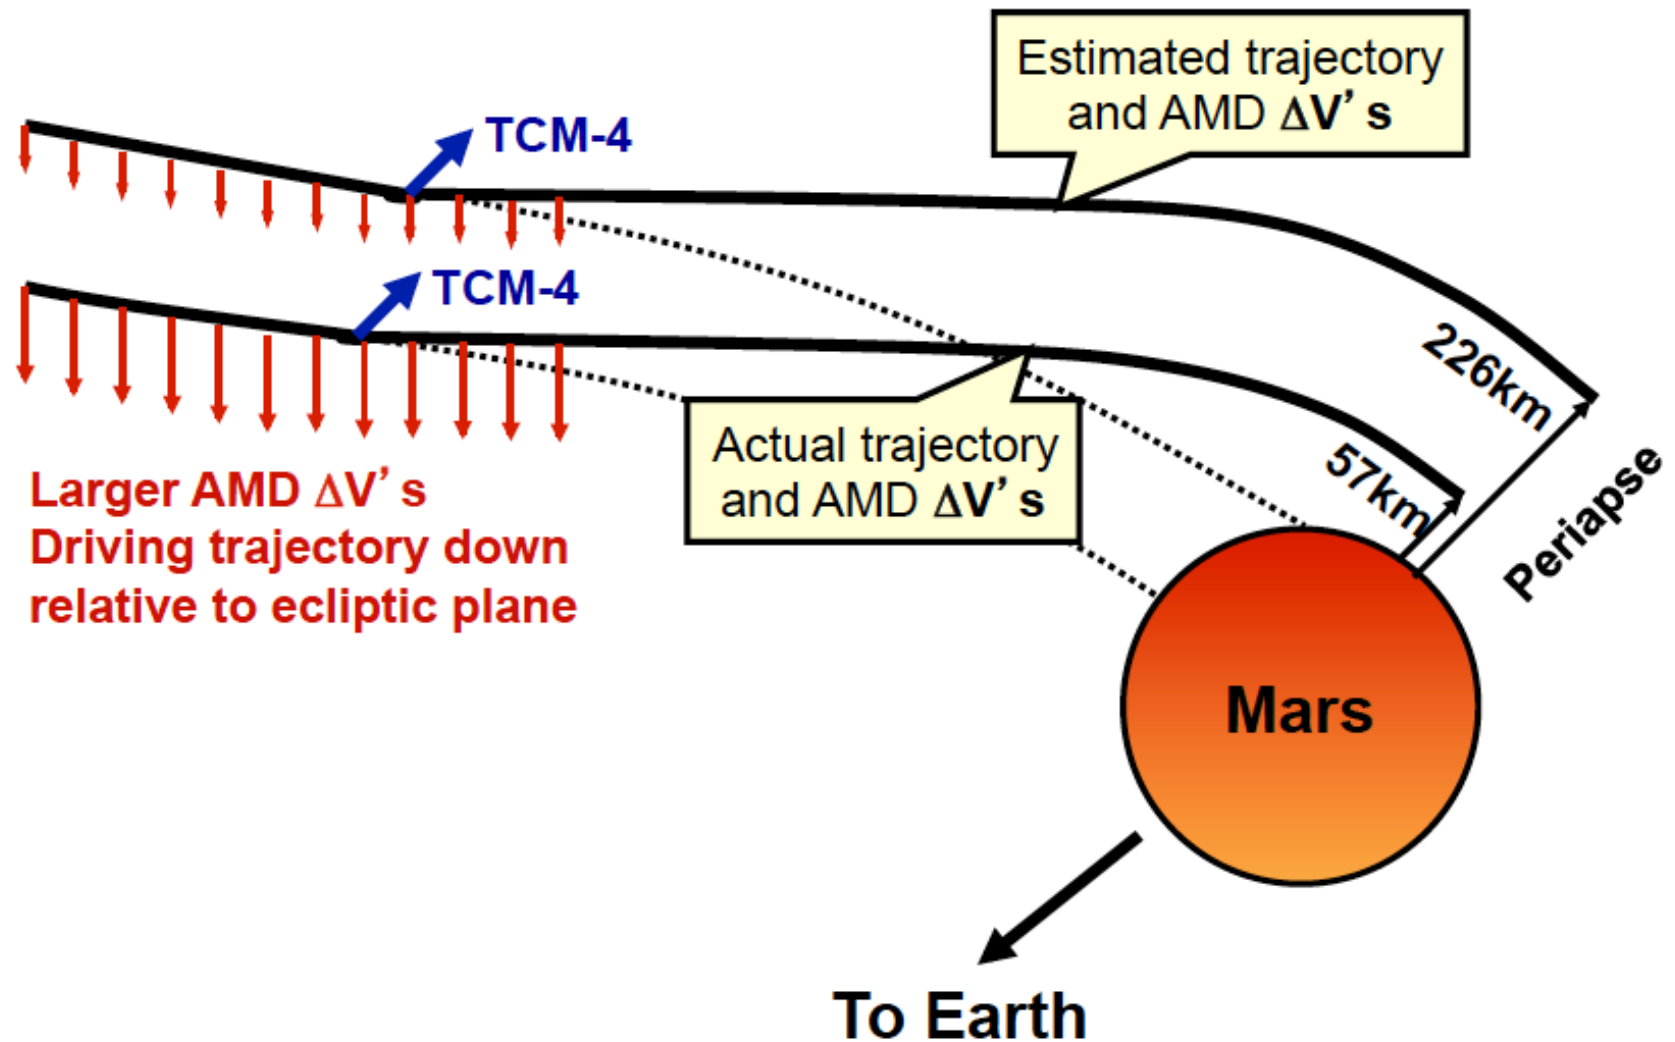 Estimated trajectory
and AMD ΔV's
TCM-4
TCM-4
226km
57km
Periapse
Actual trajectory
and AMD ΔV's
Larger AMD ΔV's
Driving trajectory down
relative to ecliptic plane
Mars
To Earth